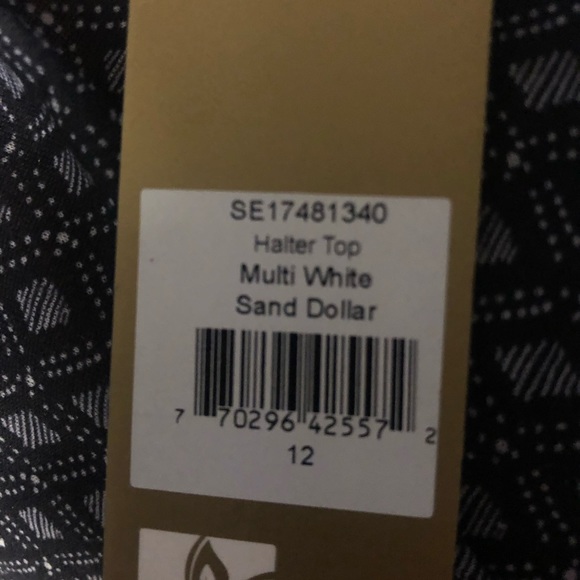 SE17481340
Halter Top
Multi White
Sand Dollar
7 70296 42557 2
12